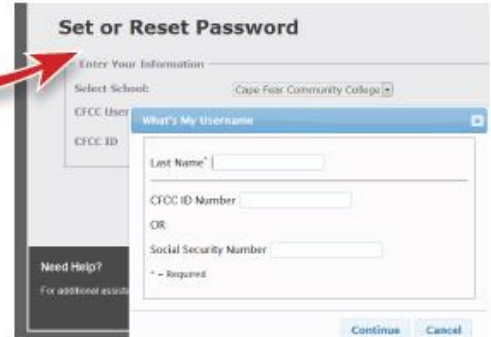 Set or Reset Password
Enter Your Information
Select School: Cape Fear Community College
CFCC User
What's My Username
CFCC ID
Last Name*
CFCC ID Number
OR
Social Security Number
* - Required
Need Help?
For additional assista
Continue Cancel